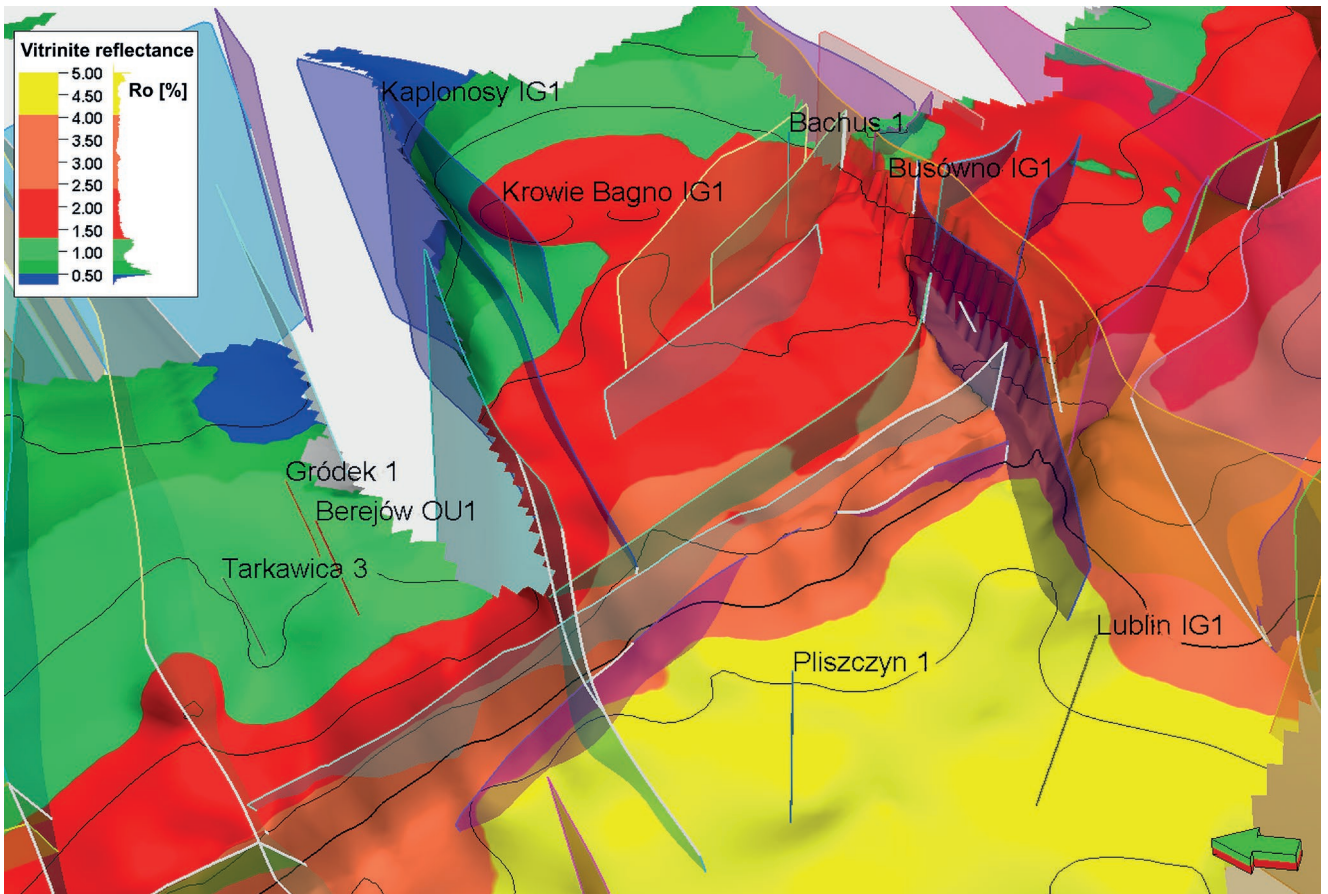 Vitrinite reflectance
Ro [%]
5.00
4.50
4.00
3.50
3.00
2.50
2.00
1.50
1.00
0.50
Kaplonosy IG1
Bachus 1
Busówno IG1
Krowie Bagno IG1
Gródek 1
Berejów OU1
Tarkawica 3
Lublin IG1
Pliszczyn 1